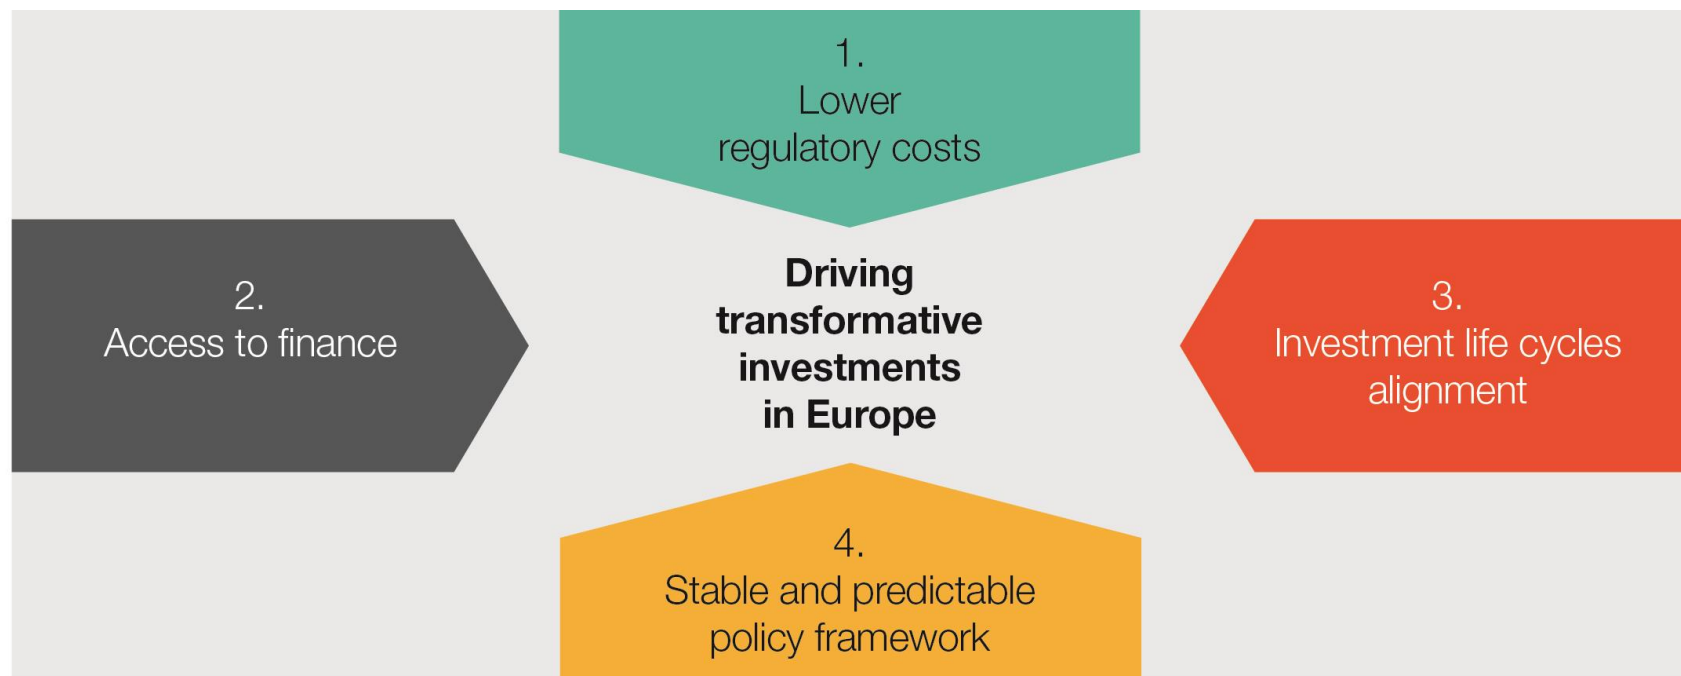 1.
Lower
regulatory costs
2.
Access to finance
Driving
transformative
investments
in Europe
3.
Investment life cycles
alignment
4.
Stable and predictable
policy framework